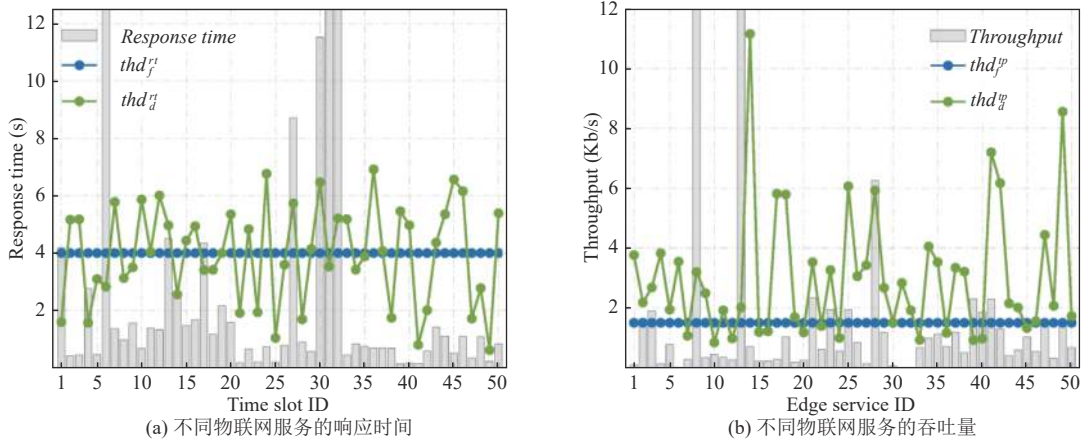 12
10
8
6
4
2
Response time (s)
Response time
thd_f^rt
thd_d^rt
1 5 10 15 20 25 30 35 40 45 50
Time slot ID
(a) 不同物联网服务的响应时间
12
10
8
6
4
2
Throughput (Kb/s)
Throughput
thd_f^tp
thd_d^tp
1 5 10 15 20 25 30 35 40 45 50
Edge service ID
(b) 不同物联网服务的吞吐量